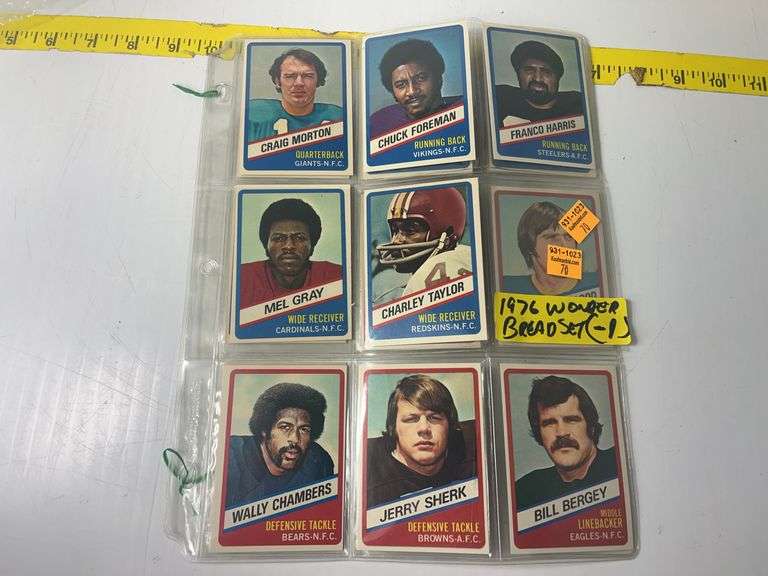 CRAIG MORTON
QUARTERBACK
GIANTS-N.F.C.
CHUCK FOREMAN
RUNNING BACK
VIKINGS-N.F.C.
FRANCO HARRIS
RUNNING BACK
STEELERS-A.F.C.
MEL GRAY
WIDE RECEIVER
CARDINALS-N.F.C.
CHARLEY TAYLOR
WIDE RECEIVER
REDSKINS-N.F.C.
931-1023
70
931-1023
70
1976 WONDER
BREAD SET (-1)
WALLY CHAMBERS
DEFENSIVE TACKLE
BEARS-N.F.C.
JERRY SHERK
DEFENSIVE TACKLE
BROWNS-A.F.C.
BILL BERGEY
MIDDLE
LINEBACKER
EAGLES-N.F.C.